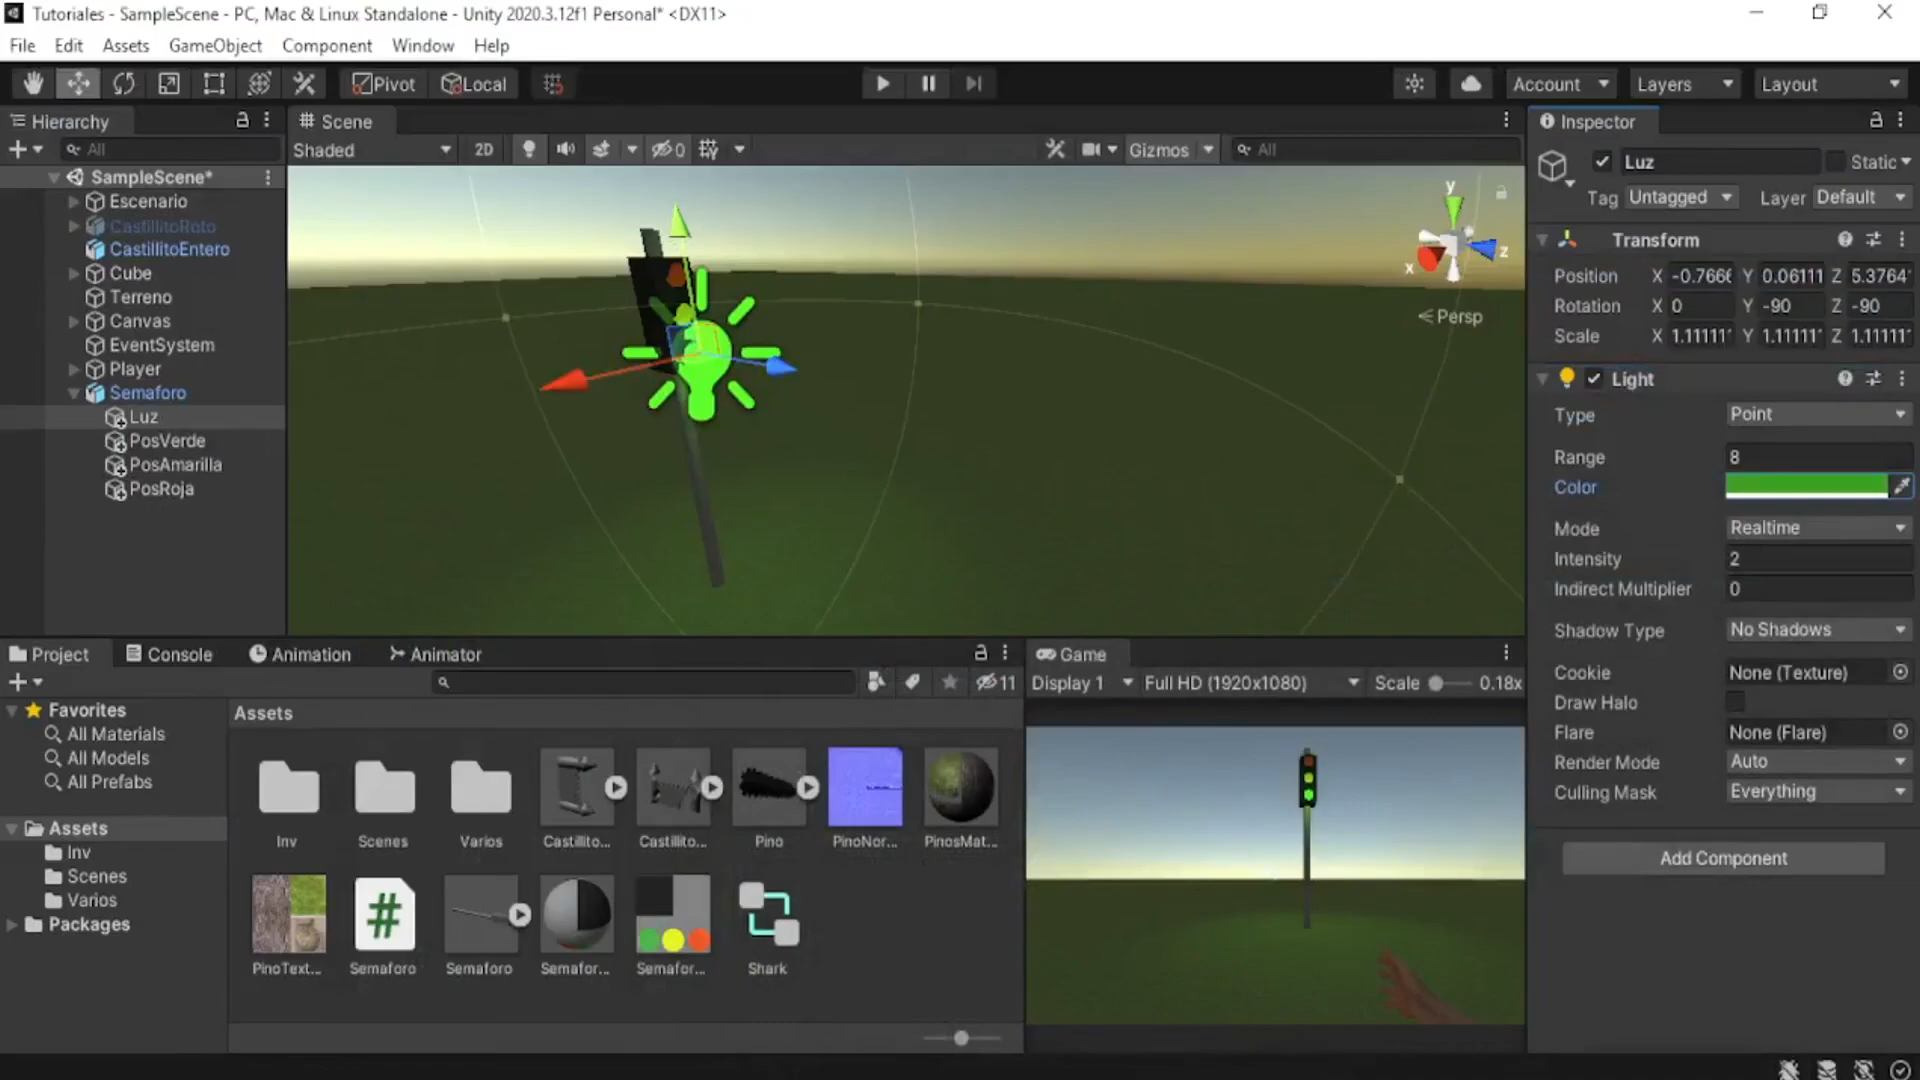 Tutoriales - SampleScene - PC, Mac & Linux Standalone - Unity 2020.3.12f1 Personal* <DX11>
File Edit Assets GameObject Component Window Help
Pivot Local Account Layers Layout
Hierarchy
All
SampleScene*
Escenario
CastillitoRoto
CastillitoEntero
Cube
Terreno
Canvas
EventSystem
Player
Semaforo
Luz
PosVerde
PosAmarilla
PosRoja
Scene
Shaded 2D 0 Gizmos All
y
x
z
Persp
Inspector
Luz Static
Tag Untagged Layer Default
Transform
Position X -0.7666 Y 0.06111 Z 5.3764
Rotation X 0 Y -90 Z -90
Scale X 1.11111 Y 1.11111 Z 1.11111
Light
Type Point
Range 8
Color
Mode Realtime
Intensity 2
Indirect Multiplier 0
Shadow Type No Shadows
Cookie None (Texture)
Draw Halo
Flare None (Flare)
Render Mode Auto
Culling Mask Everything
Add Component
Project Console Animation Animator
11
Favorites
All Materials
All Models
All Prefabs
Assets
Inv
Scenes
Varios
Packages
Assets
Inv Scenes Varios Castillito... Castillito... Pino PinoNor... PinosMat...
#
PinoText... Semaforo Semaforo Semafor... Semafor... Shark
Game
Display 1 Full HD (1920x1080) Scale 0.18x